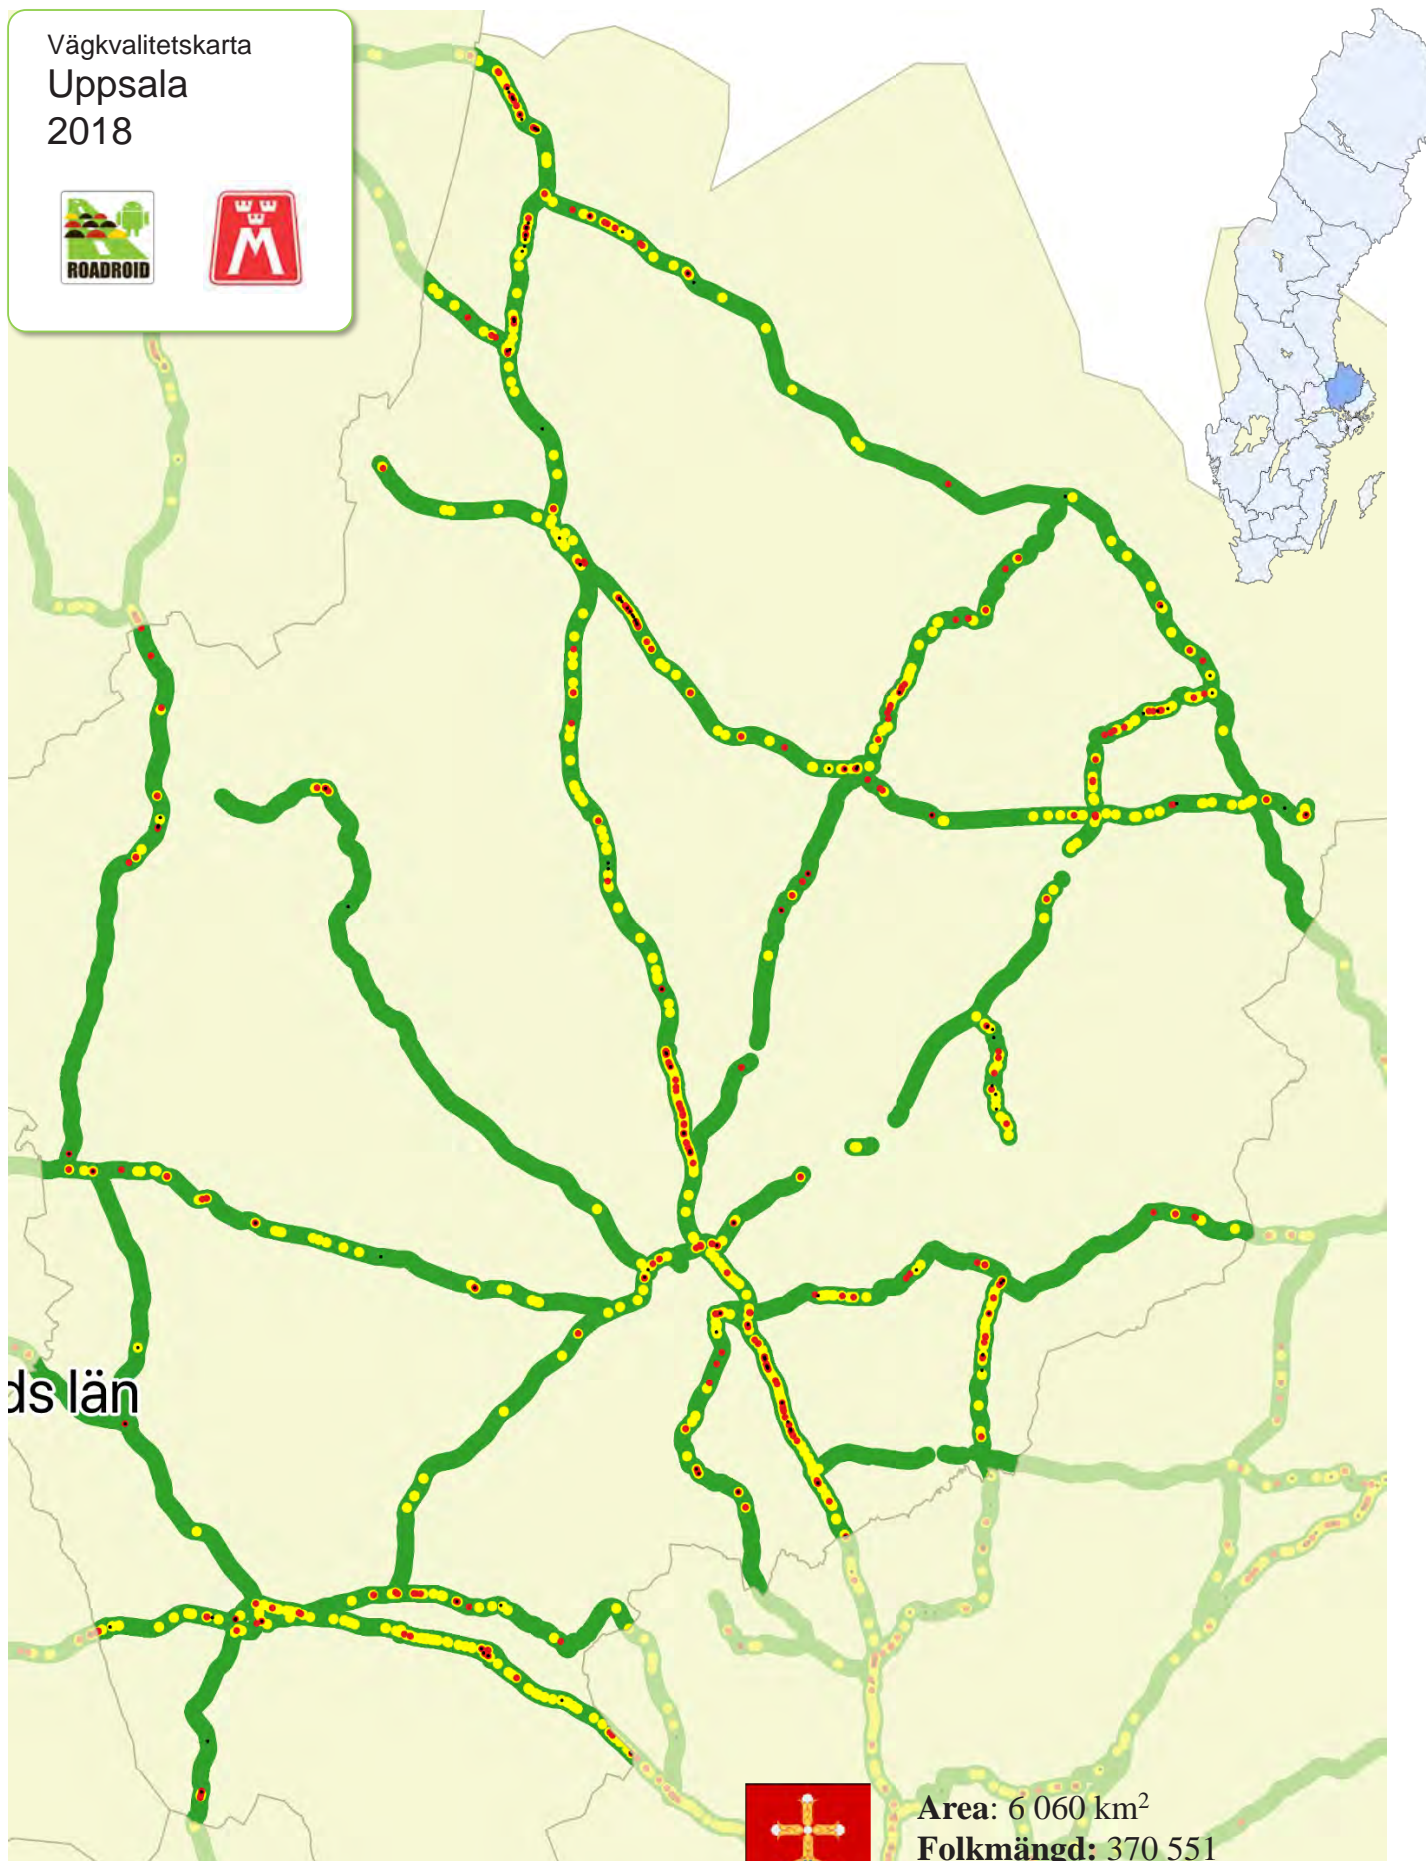 Vägkvalitetskarta
Uppsala
2018
ROADROID
M
ds län
Area: 6 060 km²
Folkmängd: 370 551